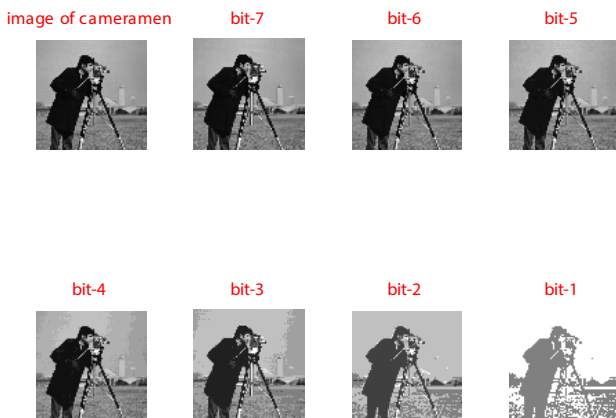 image of cameramen
bit-7
bit-6
bit-5
bit-4
bit-3
bit-2
bit-1